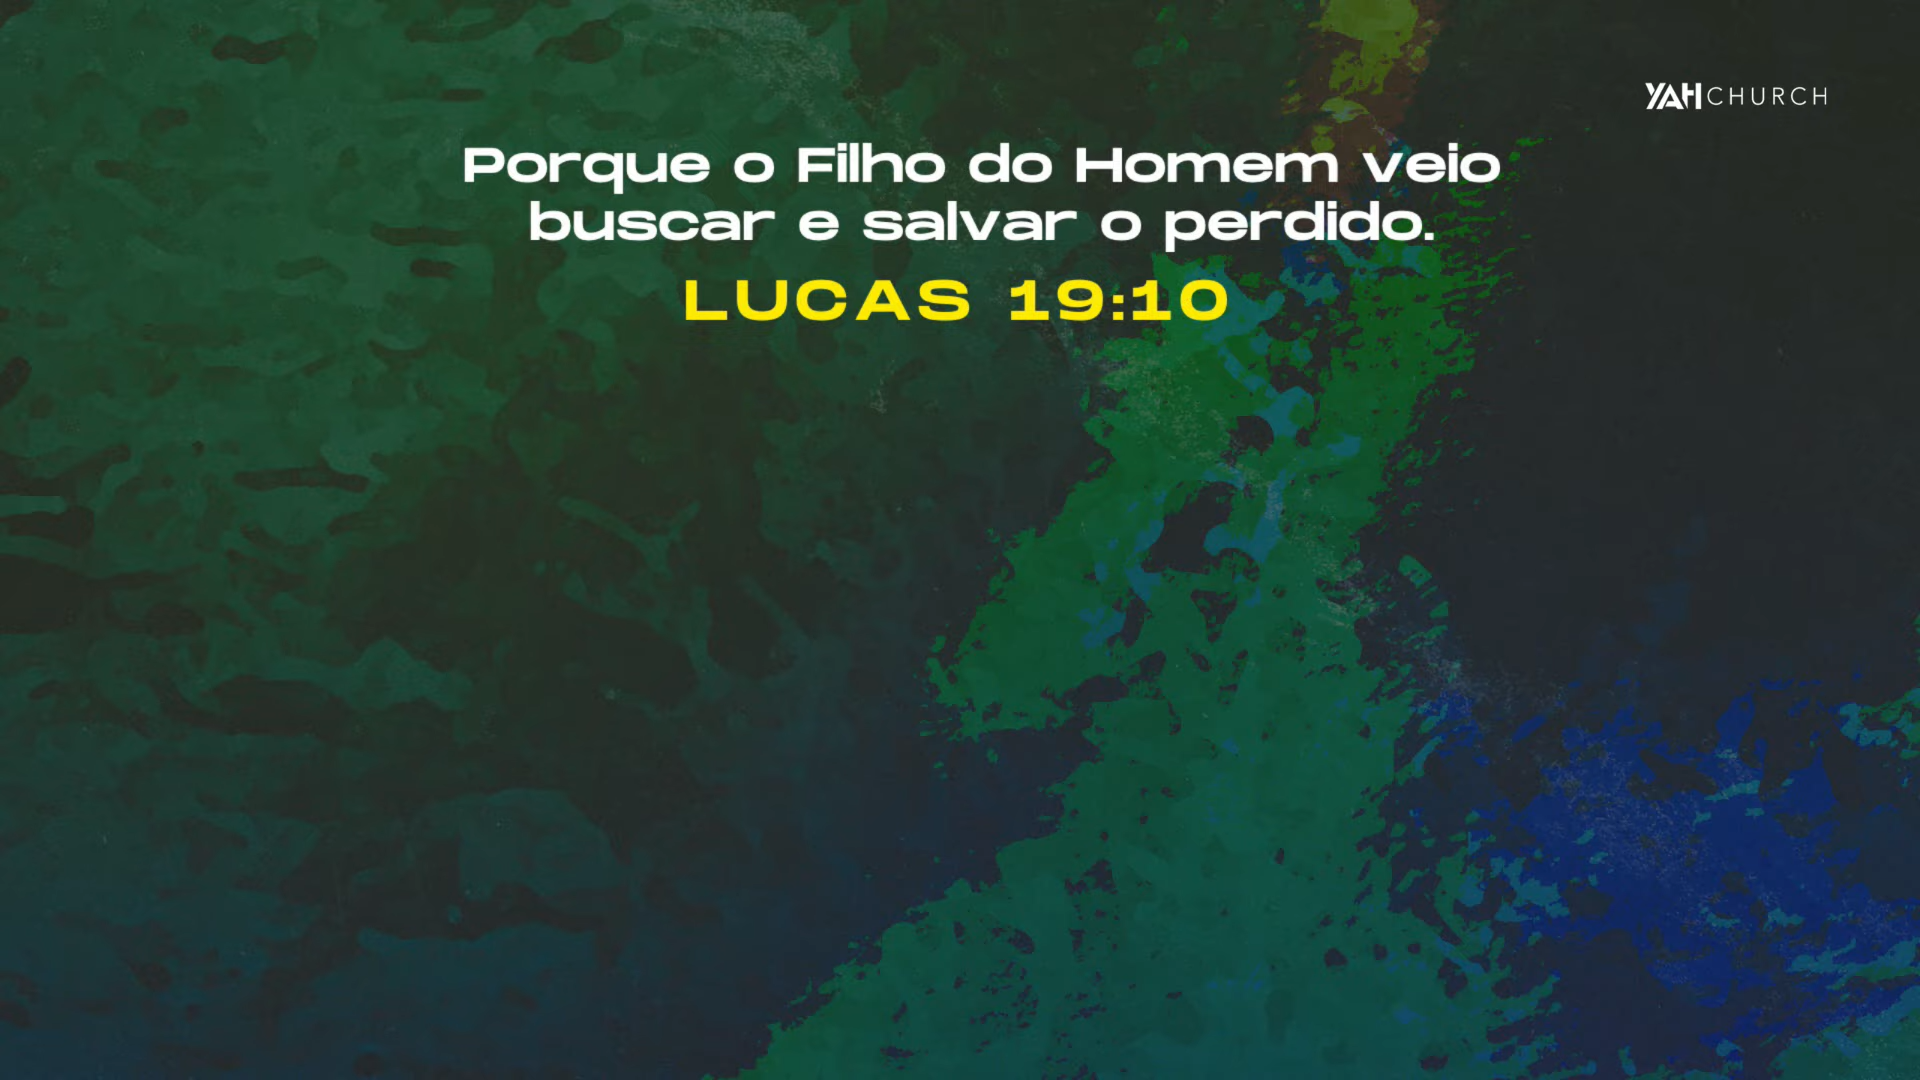 YAHCHURCH
Porque o Filho do Homem veio
buscar e salvar o perdido.
LUCAS 19:10